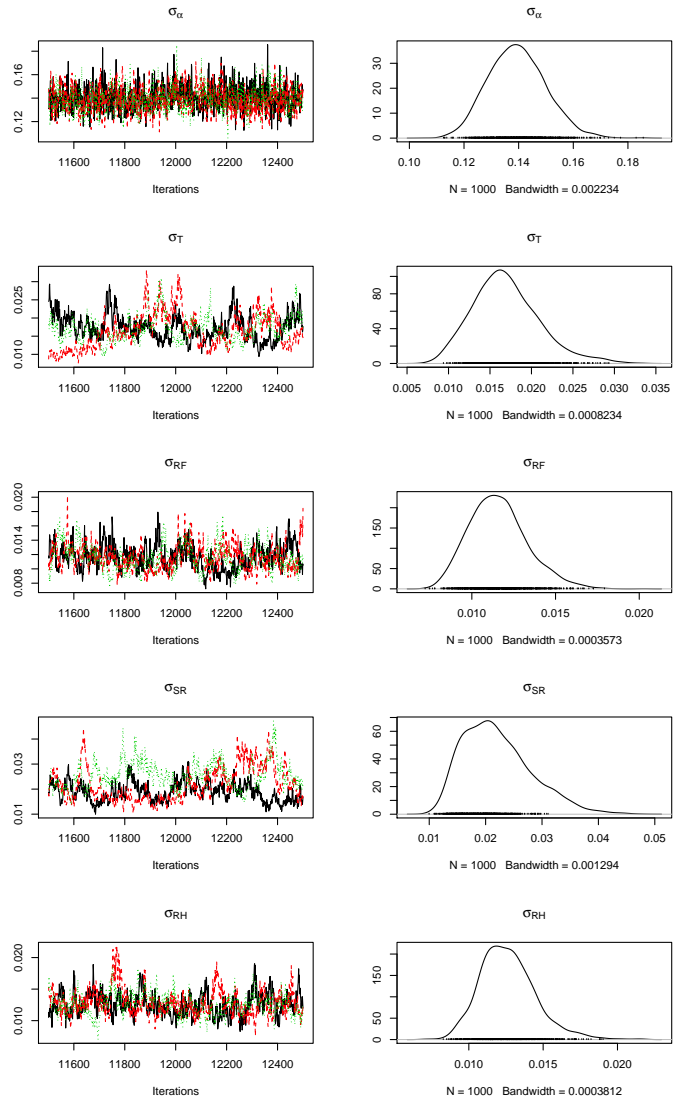 σα
σα
0.12 0.16
11600 11800 12000 12200 12400
Iterations
0 10 20 30
0.10 0.12 0.14 0.16 0.18
N = 1000 Bandwidth = 0.002234
σT
σT
0.010 0.025
11600 11800 12000 12200 12400
Iterations
0 40 80
0.005 0.010 0.015 0.020 0.025 0.030 0.035
N = 1000 Bandwidth = 0.0008234
σRF
σRF
0.008 0.014 0.020
11600 11800 12000 12200 12400
Iterations
0 50 150
0.010 0.015 0.020
N = 1000 Bandwidth = 0.0003573
σSR
σSR
0.01 0.03
11600 11800 12000 12200 12400
Iterations
0 20 40 60
0.01 0.02 0.03 0.04 0.05
N = 1000 Bandwidth = 0.001294
σRH
σRH
0.010 0.020
11600 11800 12000 12200 12400
Iterations
0 50 150
0.010 0.015 0.020
N = 1000 Bandwidth = 0.0003812